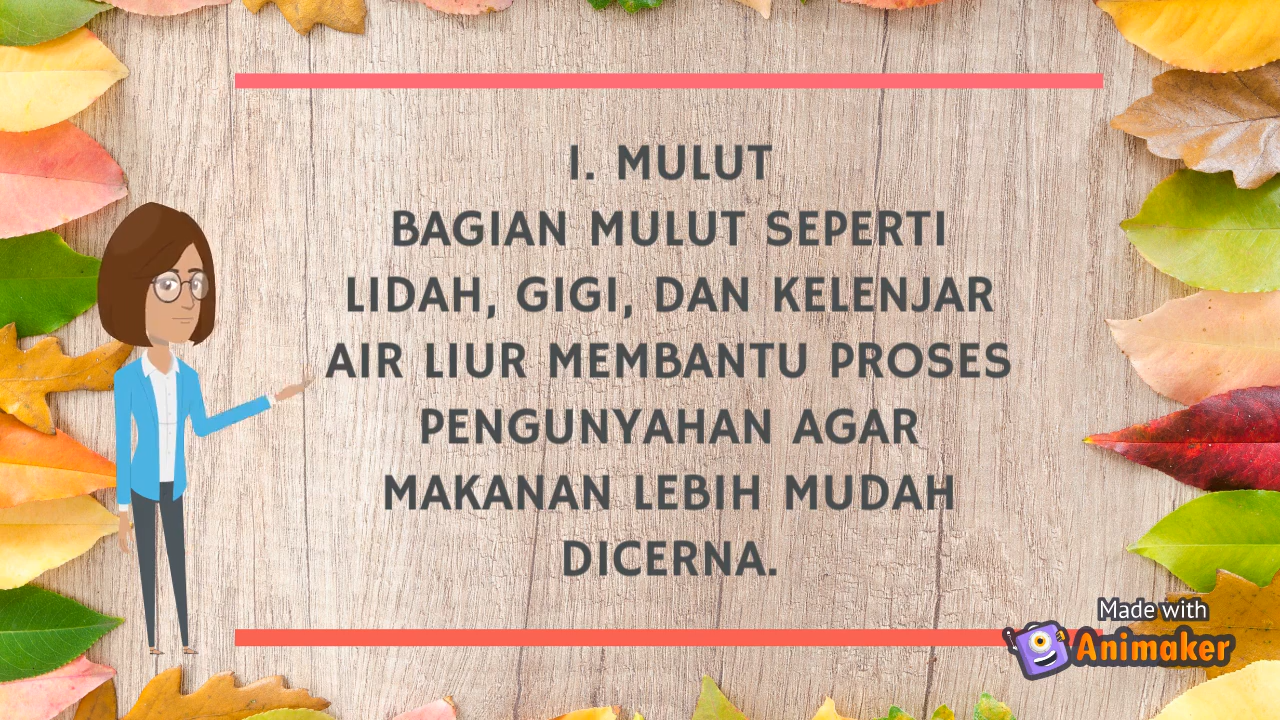 1. MULUT
BAGIAN MULUT SEPERTI
LIDAH, GIGI, DAN KELENJAR
AIR LIUR MEMBANTU PROSES
PENGUNYAHAN AGAR
MAKANAN LEBIH MUDAH
DICERNA.
Made with
Animaker